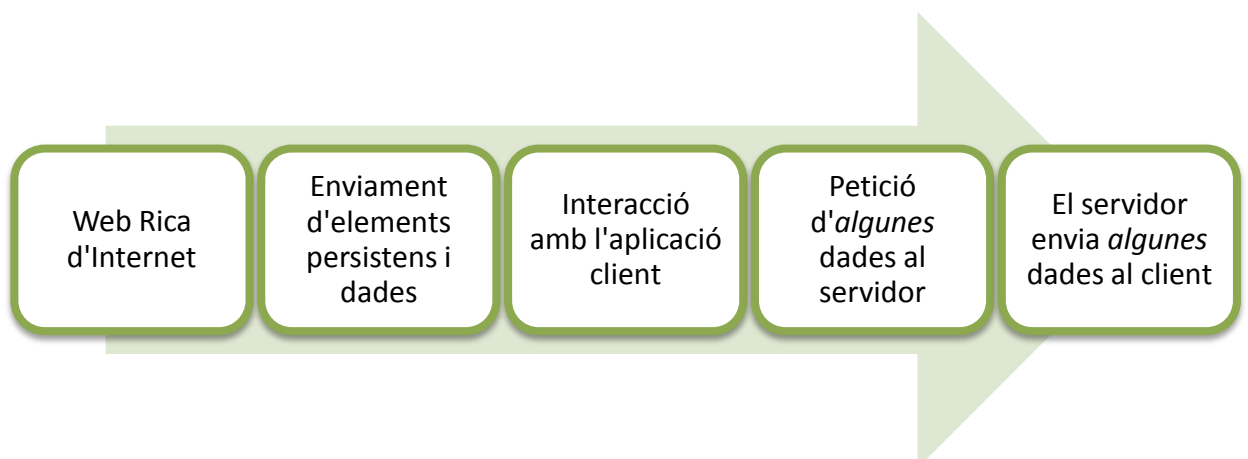 Web Rica
d'Internet
Enviament
d'elements
persistens i
dades
Interacció
amb l'aplicació
client
Petició
d'algunes
dades al
servidor
El servidor
envia algunes
dades al client